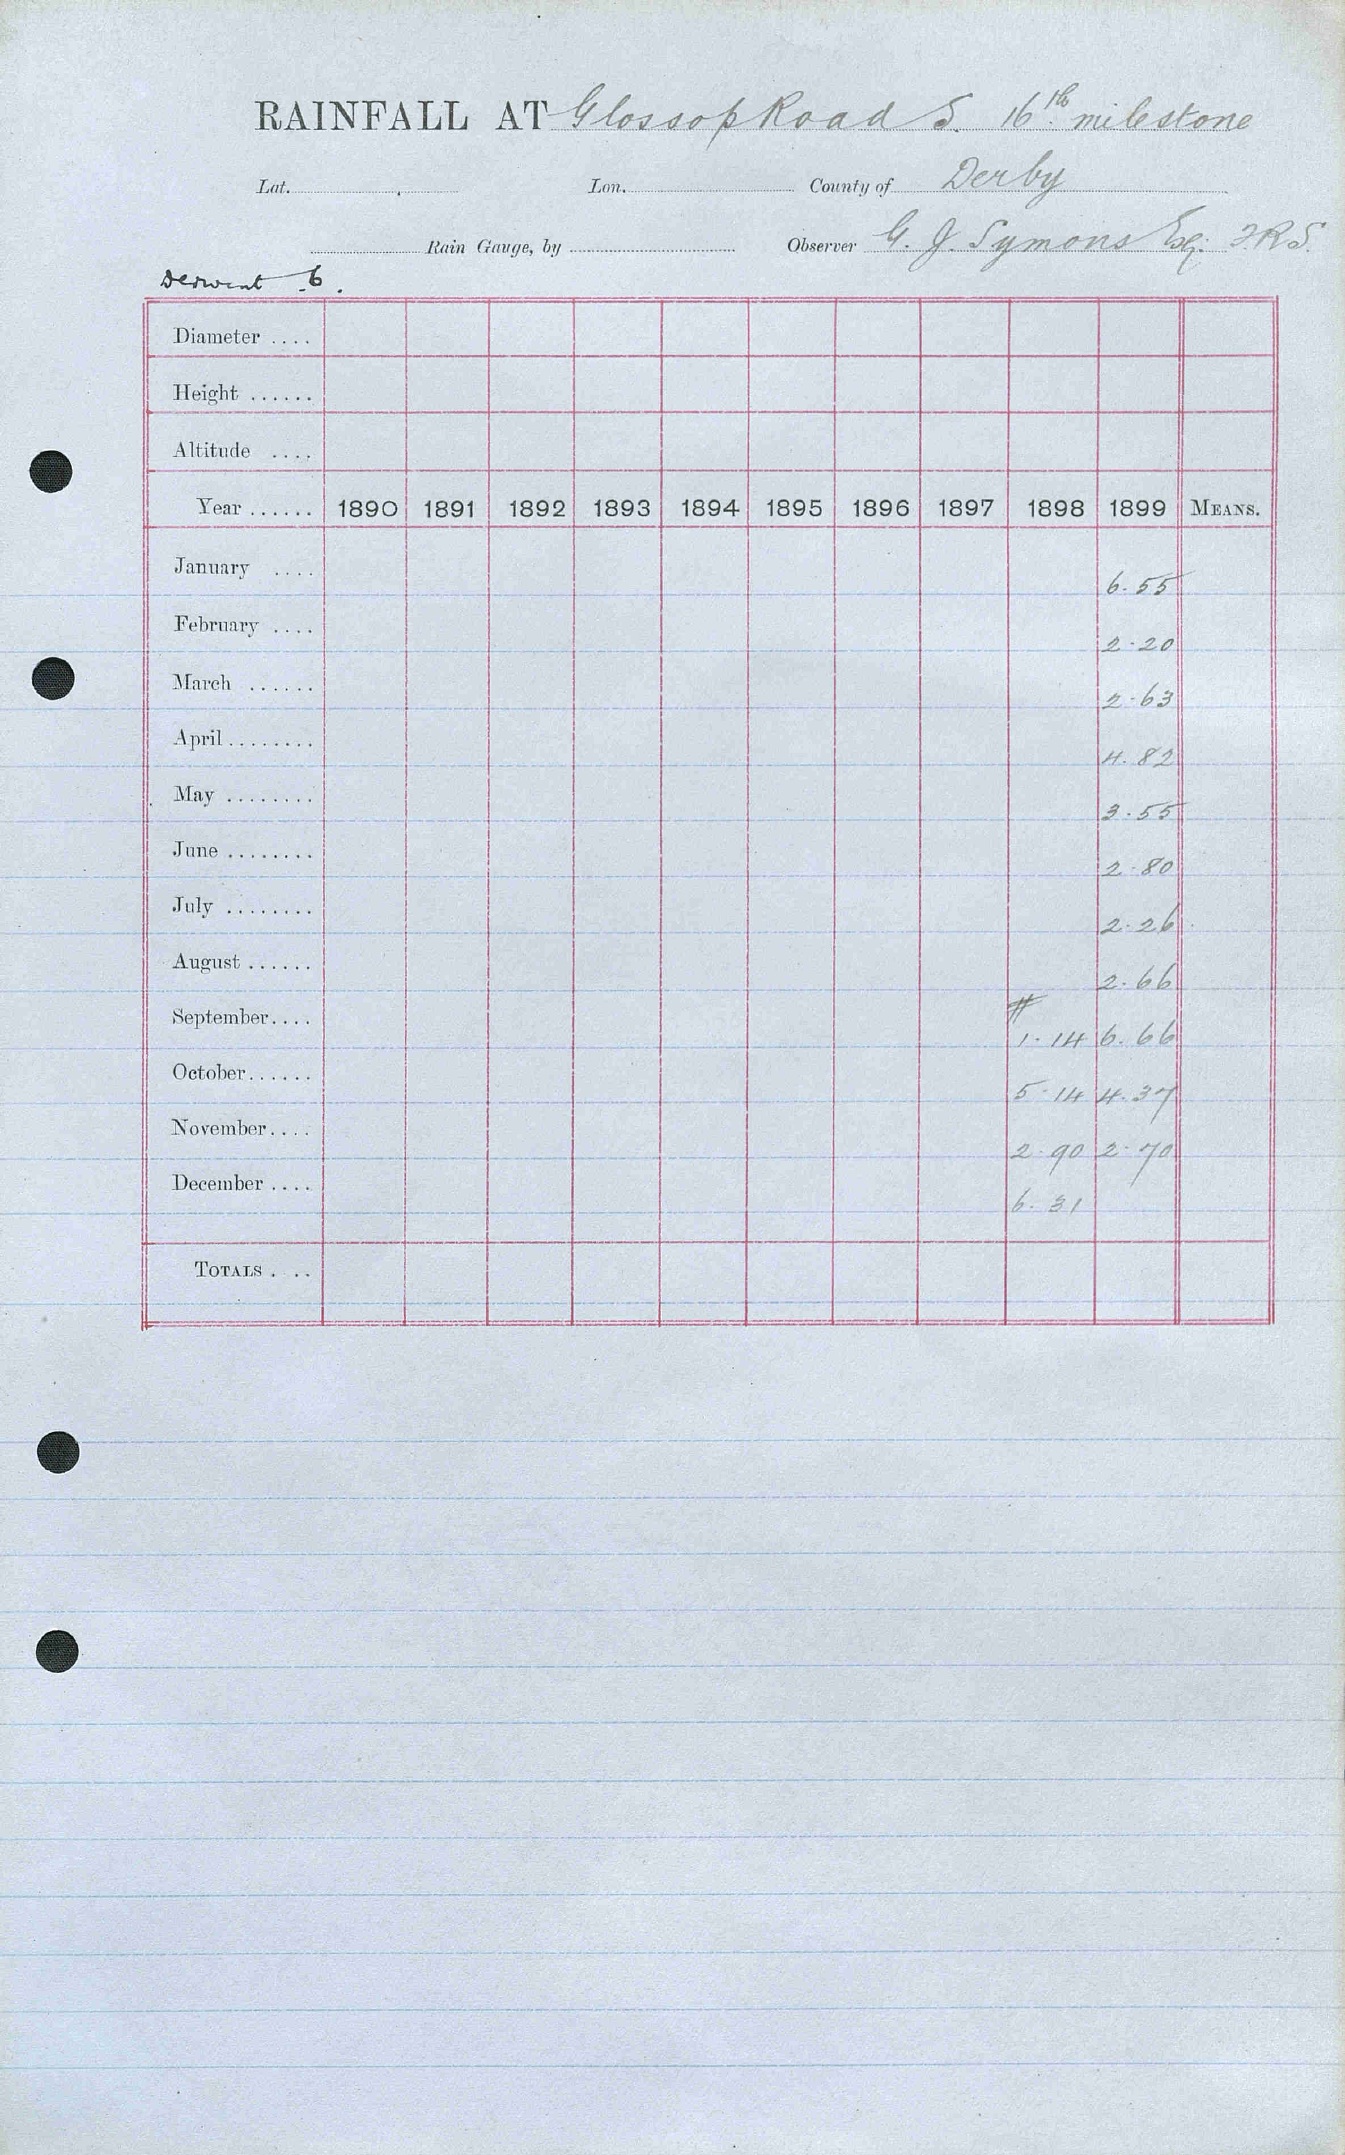 RAINFALL AT Glossop Road S. 16th milestone
Lat. Lon. County of Derby
Rain Gauge, by Observer G. J. Symons Esq: F.R.S.
Derwent 6.
Diameter ....
Height ......
Altitude ....
Year ...... 1890 1891 1892 1893 1894 1895 1896 1897 1898 1899 MEANS.
January .... 6.55
February .... 2.20
March ...... 2.63
April ........ 4.82
May ........ 3.55
June ........ 2.80
July ........ 2.26
August ...... 2.66
#
September.... 1.14 6.66
October...... 5.14 4.37
November.... 2.90 2.70
December .... 6.31
TOTALS . ..